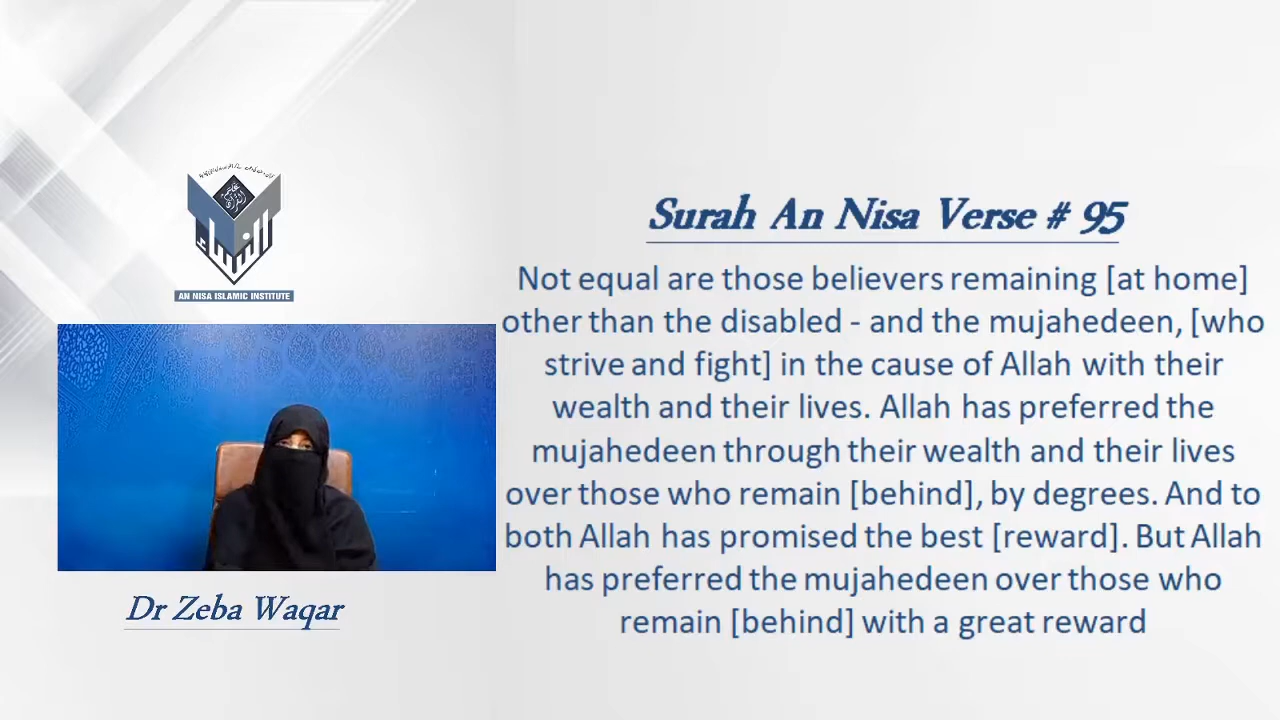 AN NISA ISLAMIC INSTITUTE
Dr Zeba Waqar
Surah An Nisa Verse # 95
Not equal are those believers remaining [at home]
other than the disabled - and the mujahedeen, [who
strive and fight] in the cause of Allah with their
wealth and their lives. Allah has preferred the
mujahedeen through their wealth and their lives
over those who remain [behind], by degrees. And to
both Allah has promised the best [reward]. But Allah
has preferred the mujahedeen over those who
remain [behind] with a great reward